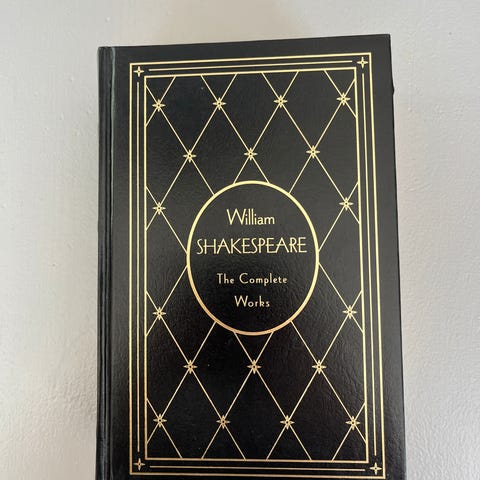 William
SHAKESPEARE
The Complete
Works